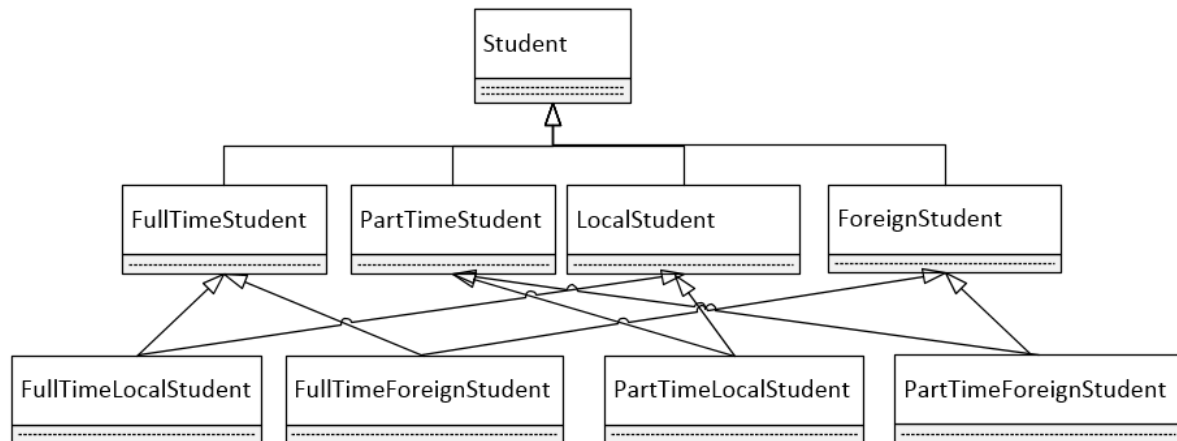 Student
FullTimeStudent
PartTimeStudent
LocalStudent
ForeignStudent
FullTimeLocalStudent
FullTimeForeignStudent
PartTimeLocalStudent
PartTimeForeignStudent